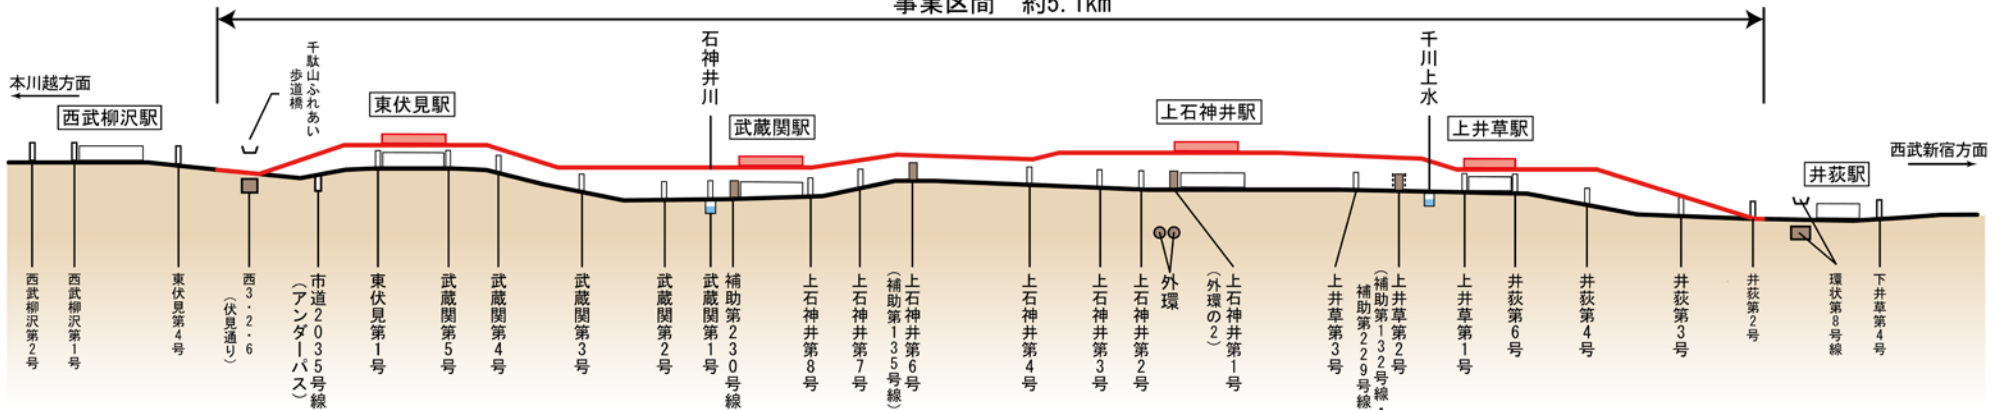 事業区間　約5.1km
本川越方面
西武新宿方面
千駄山ふれあい
歩道橋
石神井川
千川上水
西武柳沢駅
東伏見駅
武蔵関駅
上石神井駅
上井草駅
井荻駅
西武柳沢第2号
西武柳沢第1号
東伏見第4号
西3・2・6
（伏見通り）
市道2035号線
（アンダーパス）
東伏見第1号
武蔵関第5号
武蔵関第4号
武蔵関第3号
武蔵関第2号
武蔵関第1号
補助第230号線
上石神井第8号
上石神井第7号
上石神井第6号
（補助第135号線）
上石神井第4号
上石神井第3号
上石神井第2号
外環
上石神井第1号
（外環の2）
上井草第3号
上井草第2号
（補助第132号線・
補助第229号線
上井草第1号
井荻第6号
井荻第4号
井荻第3号
井荻第2号
環状第8号線
下井草第4号